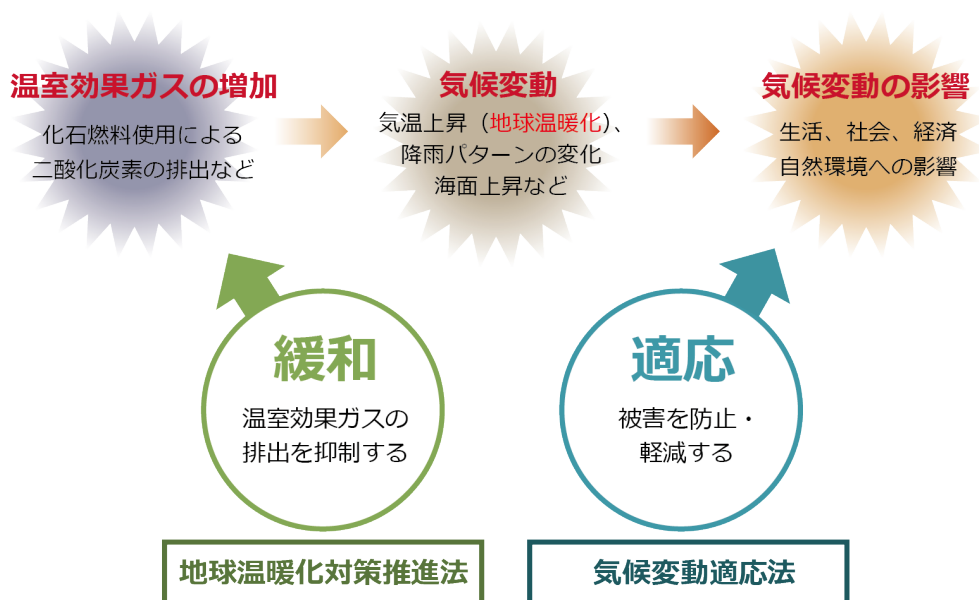 温室効果ガスの増加
化石燃料使用による
二酸化炭素の排出など
気候変動
気温上昇（地球温暖化）、
降雨パターンの変化
海面上昇など
気候変動の影響
生活、社会、経済
自然環境への影響
緩和
温室効果ガスの
排出を抑制する
適応
被害を防止・
軽減する
地球温暖化対策推進法
気候変動適応法